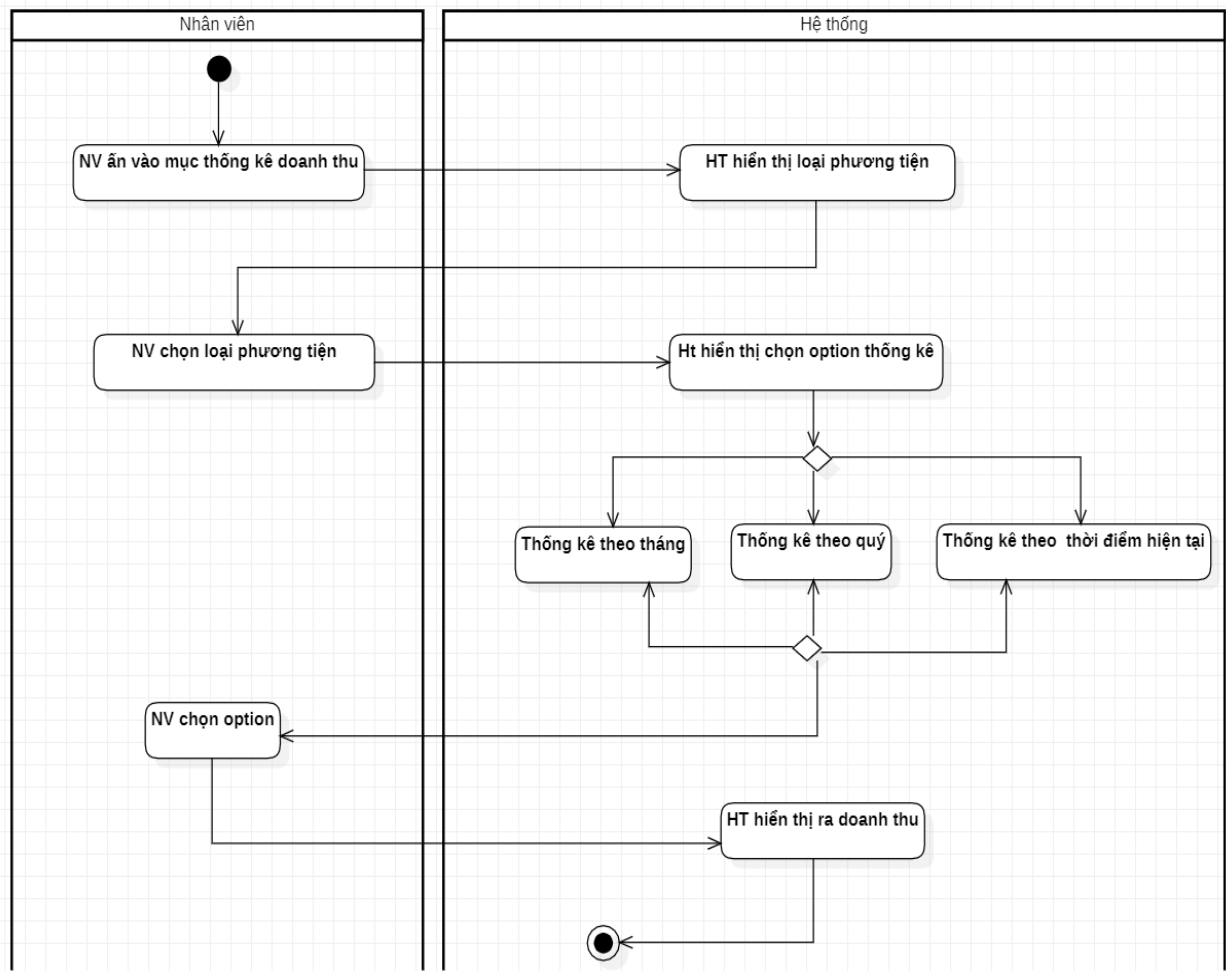 Nhân viên
Hệ thống
NV ấn vào mục thống kê doanh thu
HT hiển thị loại phương tiện
NV chọn loại phương tiện
Ht hiển thị chọn option thống kê
Thống kê theo tháng
Thống kê theo quý
Thống kê theo  thời điểm hiện tại
NV chọn option
HT hiển thị ra doanh thu